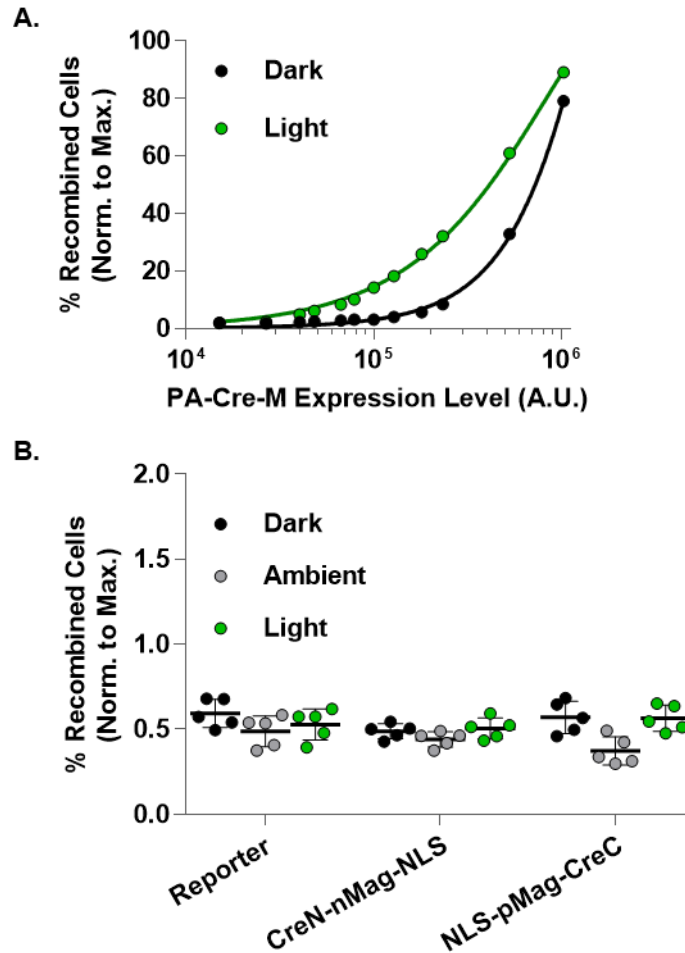 A.
% Recombined Cells
(Norm. to Max.)
100
80
60
40
20
0
Dark
Light
10⁴
10⁵
10⁶
PA-Cre-M Expression Level (A.U.)
B.
% Recombined Cells
(Norm. to Max.)
2.0
1.5
1.0
0.5
0.0
Dark
Ambient
Light
Reporter
CreN-nMag-NLS
NLS-pMag-CreC